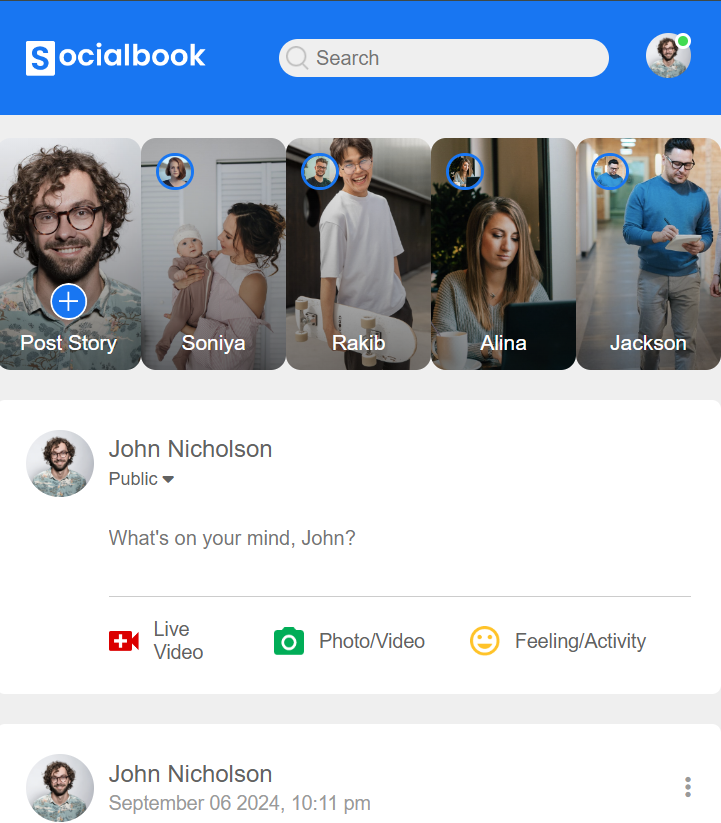 Socialbook
Search
Post Story
Soniya
Rakib
Alina
Jackson
John Nicholson
Public
What's on your mind, John?
Live
Video
Photo/Video
Feeling/Activity
John Nicholson
September 06 2024, 10:11 pm